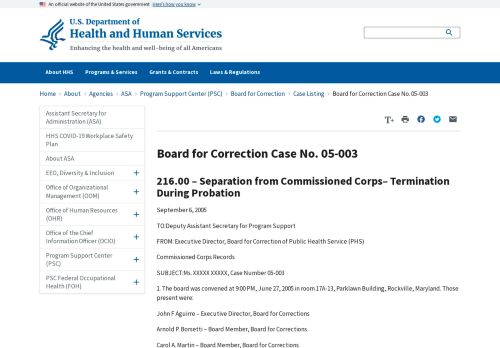 An official website of the United States government Here's how you know
U.S. Department of
Health and Human Services
Enhancing the health and well-being of all Americans
About HHS Programs & Services Grants & Contracts Laws & Regulations
Home › About › Agencies › ASA › Program Support Center (PSC) › Board for Correction › Case Listing › Board for Correction Case No. 05-003
Assistant Secretary for
Administration (ASA)
HHS COVID-19 Workplace Safety
Plan
About ASA
EEO, Diversity & Inclusion +
Office of Organizational
Management (OOM) +
Office of Human Resources
(OHR) +
Office of the Chief
Information Officer (OCIO) +
Program Support Center
(PSC) +
PSC Federal Occupational
Health (FOH) +
T+
Board for Correction Case No. 05-003
216.00 – Separation from Commissioned Corps– Termination
During Probation
September 6, 2005
TO:Deputy Assistant Secretary for Program Support
FROM: Executive Director, Board for Correction of Public Health Service (PHS)
Commissioned Corps Records
SUBJECT:Ms. XXXXX XXXXX, Case Number 05-003
1. The board was convened at 9:00 PM, June 27, 2005 in room 17A-13, Parklawn Building, Rockville, Maryland. Those
present were:
John F Aguirre – Executive Director, Board for Corrections
Arnold P. Borsetti – Board Member, Board for Corrections
Carol A. Martin – Board Member, Board for Corrections